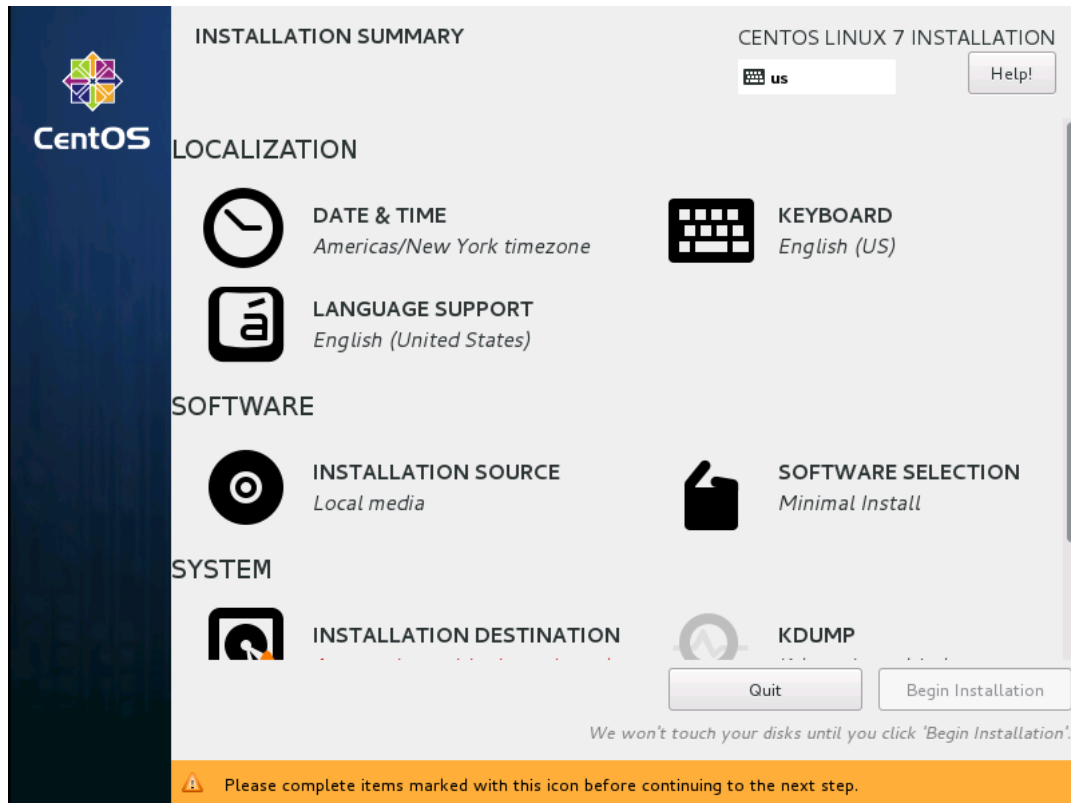 INSTALLATION SUMMARY
CENTOS LINUX 7 INSTALLATION
us
Help!
CentOS
LOCALIZATION
DATE & TIME
Americas/New York timezone
KEYBOARD
English (US)
LANGUAGE SUPPORT
English (United States)
SOFTWARE
INSTALLATION SOURCE
Local media
SOFTWARE SELECTION
Minimal Install
SYSTEM
INSTALLATION DESTINATION
KDUMP
Quit
Begin Installation
We won't touch your disks until you click 'Begin Installation'.
Please complete items marked with this icon before continuing to the next step.